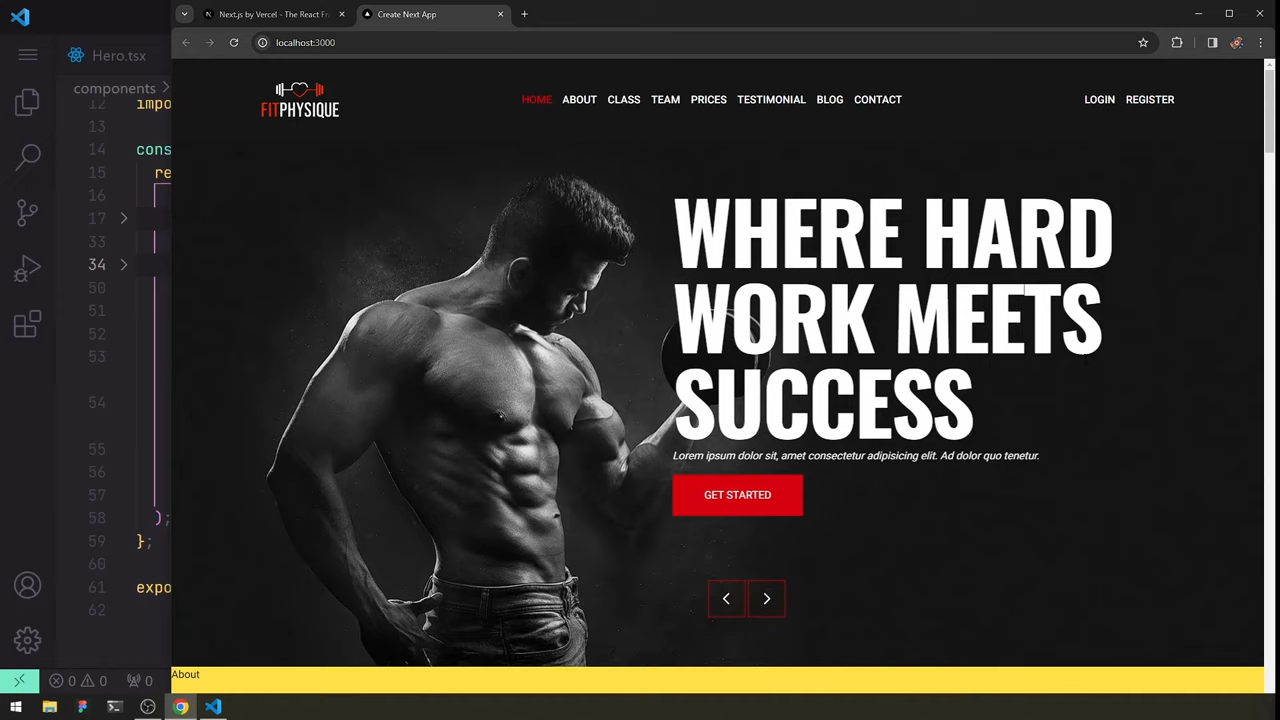 Next.js by Vercel - The React Fra
Create Next App
localhost:3000
Hero.tsx
components
12 impo
13
14 cons
15 re
16
17
33
34
50
51
52
53
54
55
56
57
58 );
59 };
60
61 expo
62
0 0 0
FITPHYSIQUE
HOME ABOUT CLASS TEAM PRICES TESTIMONIAL BLOG CONTACT
LOGIN REGISTER
WHERE HARD
WORK MEETS
SUCCESS
Lorem ipsum dolor sit, amet consectetur adipisicing elit. Ad dolor quo tenetur.
GET STARTED
About